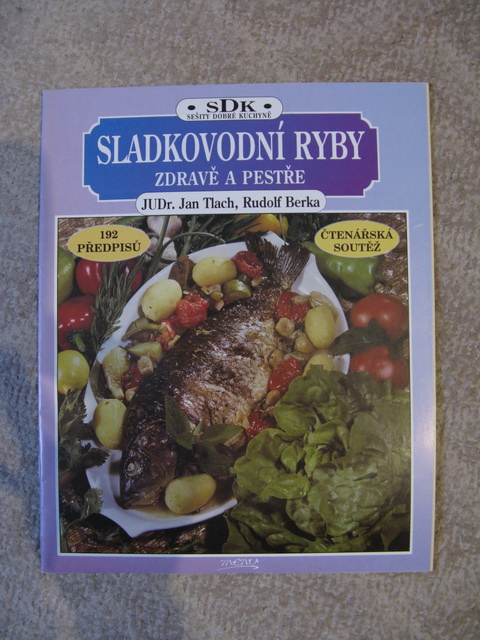 • SDK •
SEŠITY DOBRÉ KUCHYNĚ
SLADKOVODNÍ RYBY
ZDRAVĚ A PESTŘE
JUDr. Jan Tlach, Rudolf Berka
192
PŘEDPISŮ
ČTENÁŘSKÁ
SOUTĚŽ